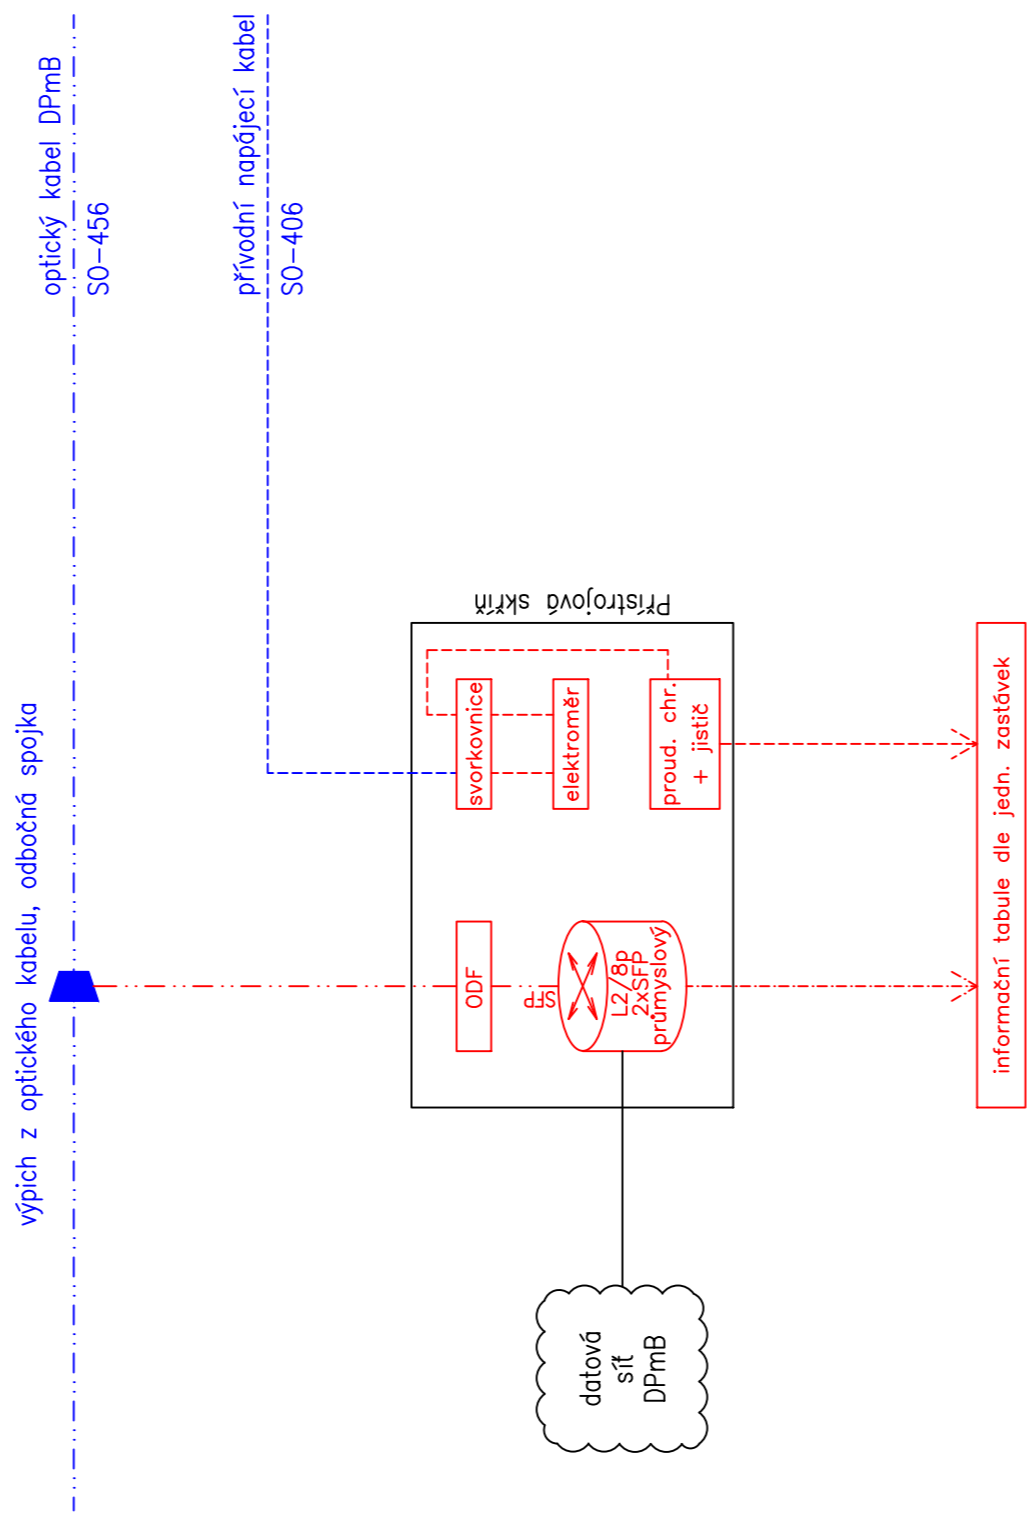 výpich z optického kabelu, odbočná spojka
optický kabel DPmB
SO-456
přívodní napájecí kabel
SO-406
Přístrojová skříň
svorkovnice
elektroměr
proud. chr.
+ jistič
ODF
SFP
L2/8p
2xSFP
průmyslový
datová
síť
DPmB
informační tabule dle jedn. zastávek